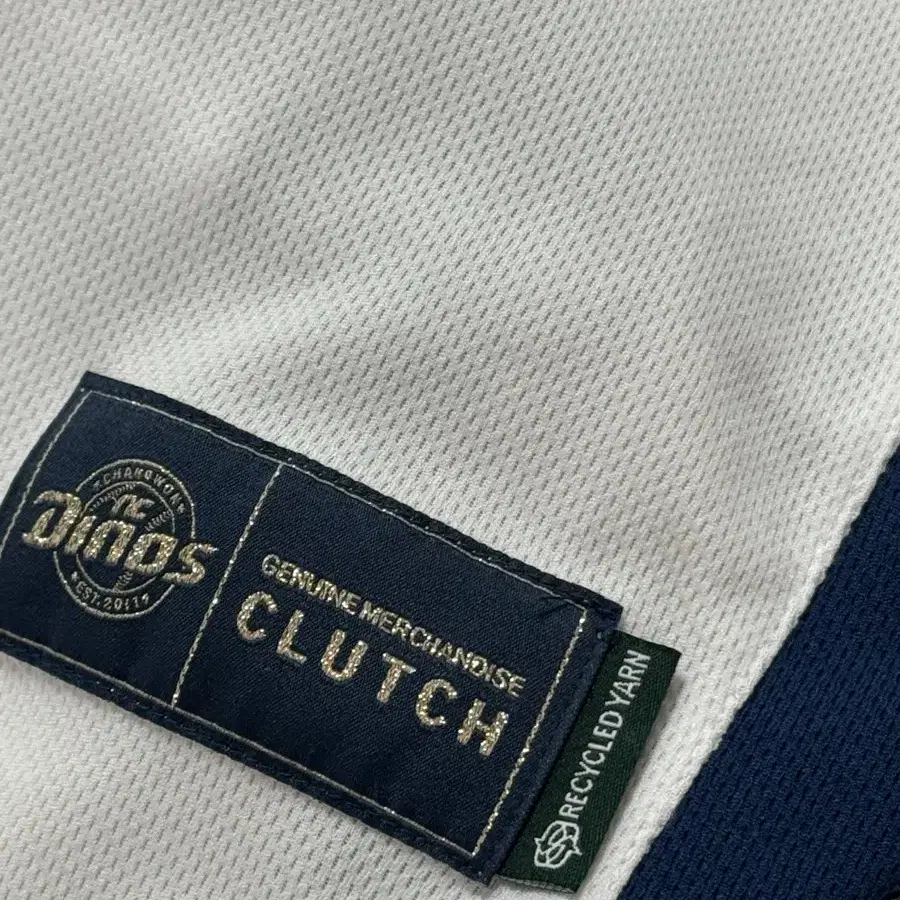 CHANGWON
NC
DINOS
EST. 2011
GENUINE MERCHANDISE
CLUTCH
RECYCLED YARN